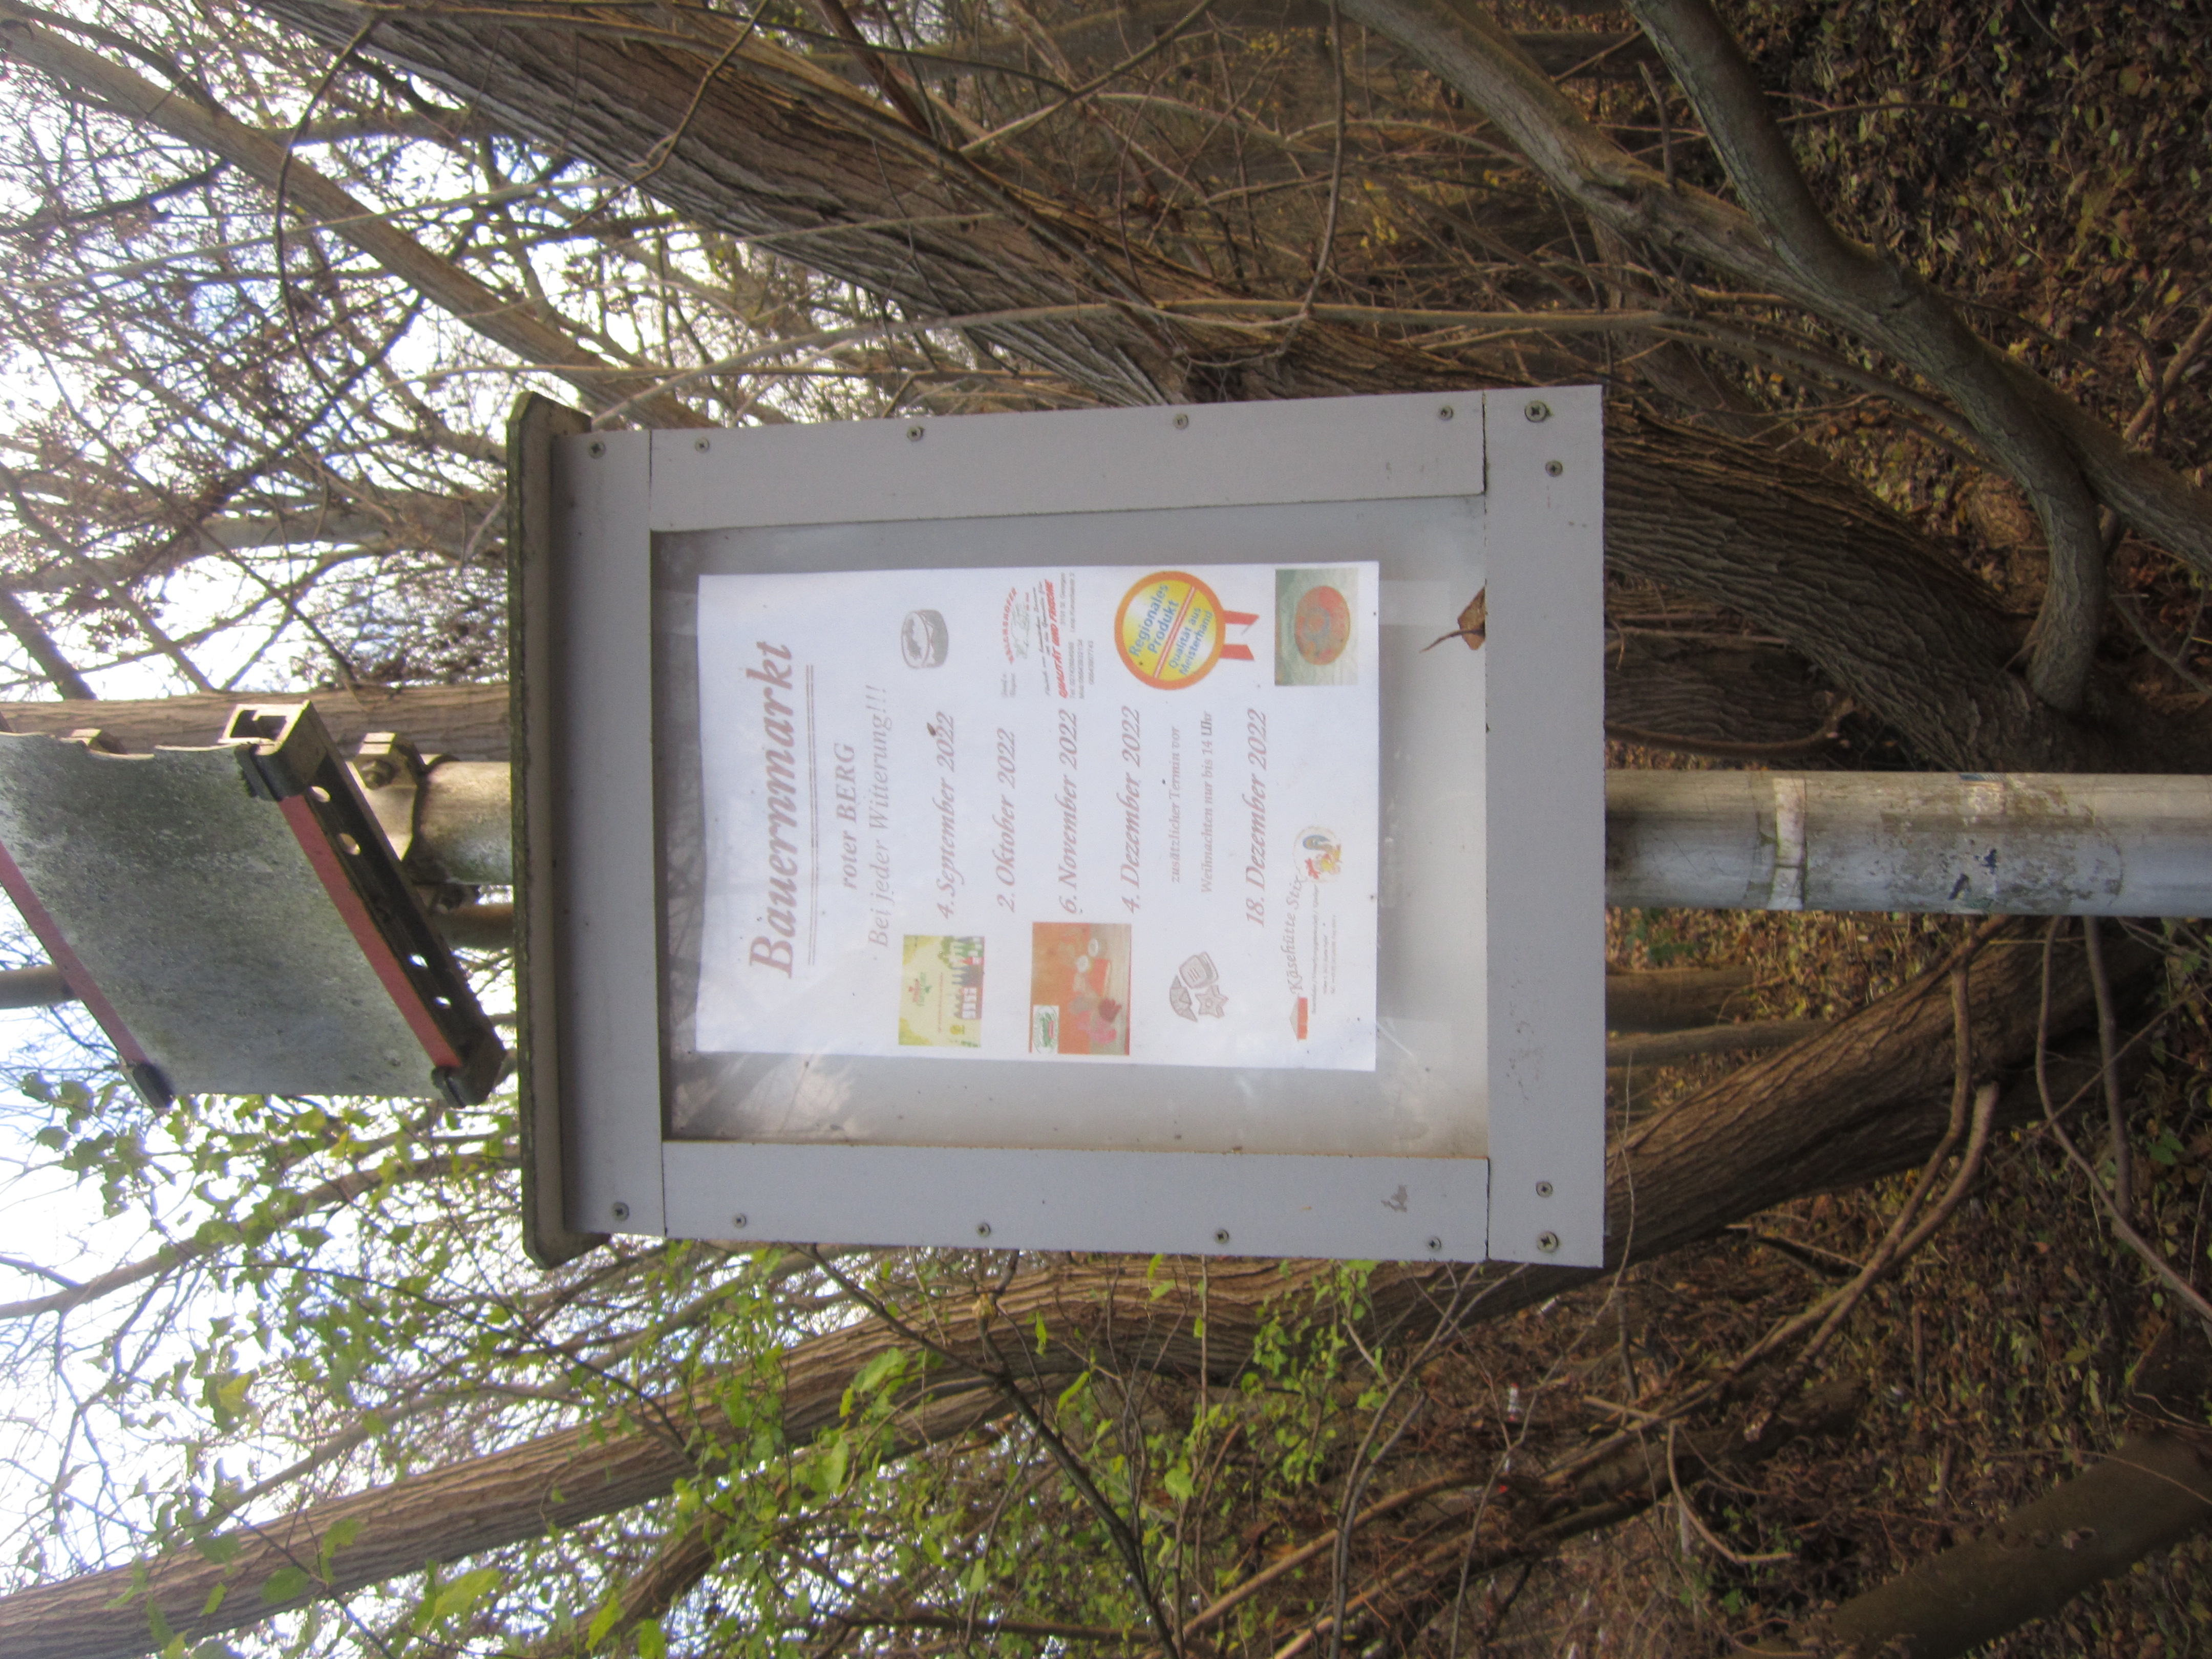 Bauernmarkt
roter BERG
Bei jeder Witterung!!!
4. September 2022
2. Oktober 2022
6. November 2022
QUALITÄT UND FRISCHE
4. Dezember 2022
Regionales
Produkt
Qualität aus
Meisterhand
zusätzlicher Termin vor
Weihnachten nur bis 14 Uhr
18. Dezember 2022
Käsehütte Stix